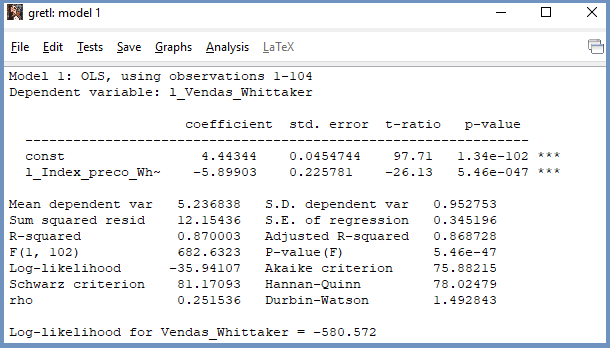 gretl: model 1
File Edit Tests Save Graphs Analysis LaTeX
Model 1: OLS, using observations 1-104
Dependent variable: l_Vendas_Whittaker
coefficient std. error t-ratio p-value
---------------------------------------------------------------
const 4.44344 0.0454744 97.71 1.34e-102 ***
l_Index_preco_Wh~ −5.89903 0.225781 −26.13 5.46e-047 ***
Mean dependent var 5.236838 S.D. dependent var 0.952753
Sum squared resid 12.15436 S.E. of regression 0.345196
R-squared 0.870003 Adjusted R-squared 0.868728
F(1, 102) 682.6323 P-value(F) 5.46e-47
Log-likelihood −35.94107 Akaike criterion 75.88215
Schwarz criterion 81.17093 Hannan-Quinn 78.02479
rho 0.251536 Durbin-Watson 1.492843
Log-likelihood for Vendas_Whittaker = −580.572